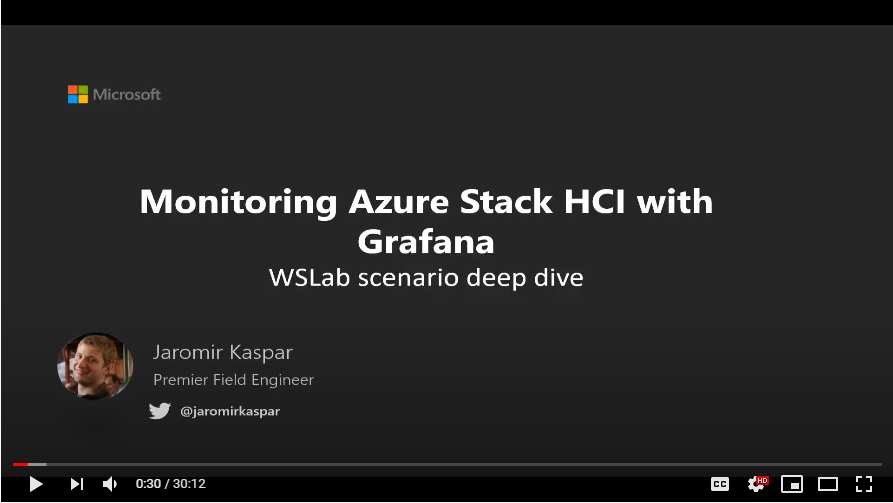 Microsoft
Monitoring Azure Stack HCI with
Grafana
WSLab scenario deep dive
Jaromir Kaspar
Premier Field Engineer
@jaromirkaspar
0:30 / 30:12
CC
HD